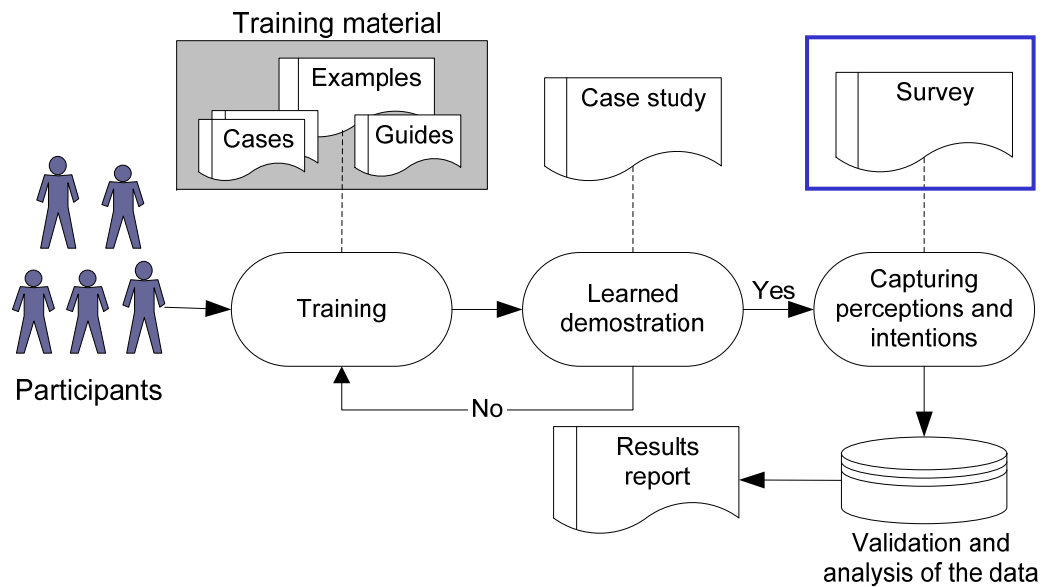 Training material
Examples
Cases
Guides
Case study
Survey
Participants
Training
Learned
demostration
Yes
Capturing
perceptions and
intentions
No
Results
report
Validation and
analysis of the data